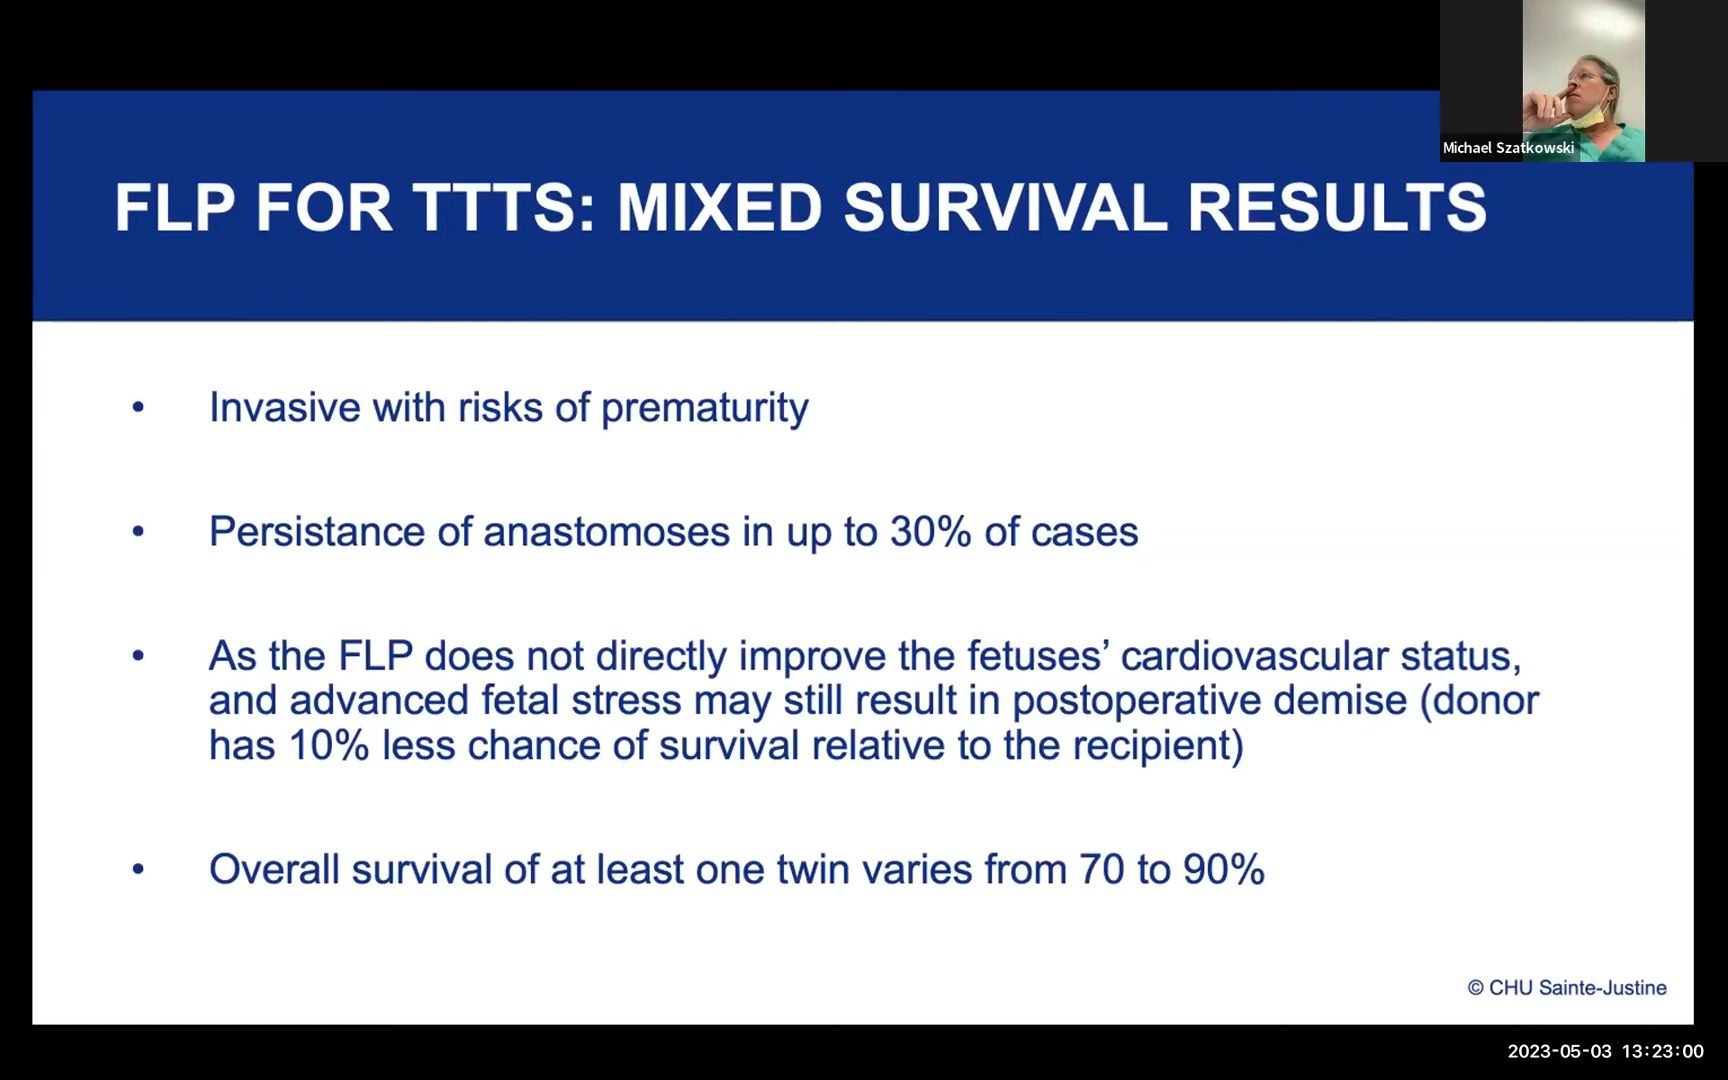 Michael Szatkowski
FLP FOR TTTS: MIXED SURVIVAL RESULTS
• Invasive with risks of prematurity
• Persistance of anastomoses in up to 30% of cases
• As the FLP does not directly improve the fetuses’ cardiovascular status,
and advanced fetal stress may still result in postoperative demise (donor
has 10% less chance of survival relative to the recipient)
• Overall survival of at least one twin varies from 70 to 90%
© CHU Sainte-Justine
2023-05-03 13:23:00